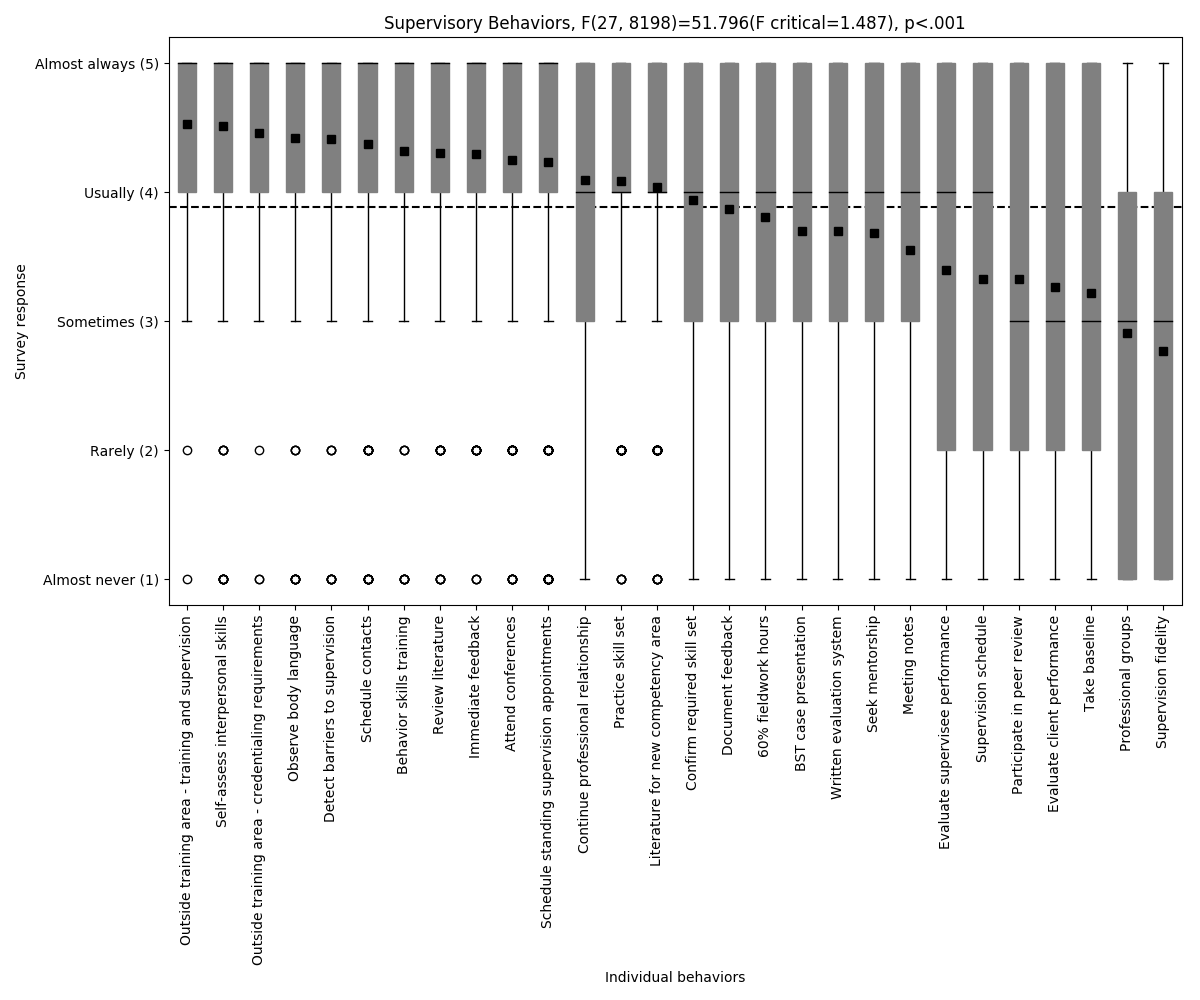 Supervisory Behaviors, F(27, 8198)=51.796(F critical=1.487), p<.001
Survey response
Almost always (5)
Usually (4)
Sometimes (3)
Rarely (2)
Almost never (1)
Outside training area - training and supervision
Self-assess interpersonal skills
Outside training area - credentialing requirements
Observe body language
Detect barriers to supervision
Schedule contacts
Behavior skills training
Review literature
Immediate feedback
Attend conferences
Schedule standing supervision appointments
Continue professional relationship
Practice skill set
Literature for new competency area
Confirm required skill set
Document feedback
60% fieldwork hours
BST case presentation
Written evaluation system
Seek mentorship
Meeting notes
Evaluate supervisee performance
Supervision schedule
Participate in peer review
Evaluate client performance
Take baseline
Professional groups
Supervision fidelity
Individual behaviors